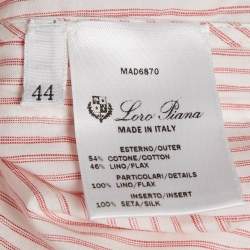 MAD6870
44
Loro Piana
MADE IN ITALY
ESTERNO/OUTER
54% COTONE/COTTON
46% LINO/FLAX
PARTICOLARI/DETAILS
100% LINO/FLAX
INSERTO/INSERT
100% SETA/SILK